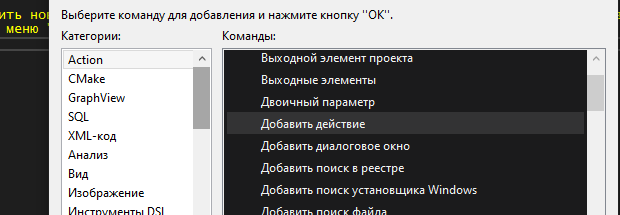 Выберите команду для добавления и нажмите кнопку "ОК".
ить нов
меню
Категории:
Команды:
Action
CMake
GraphView
SQL
XML-код
Анализ
Вид
Изображение
Инструменты DSL
Выходной элемент проекта
Выходные элементы
Двоичный параметр
Добавить действие
Добавить диалоговое окно
Добавить поиск в реестре
Добавить поиск установщика Windows
Добавить поиск файла